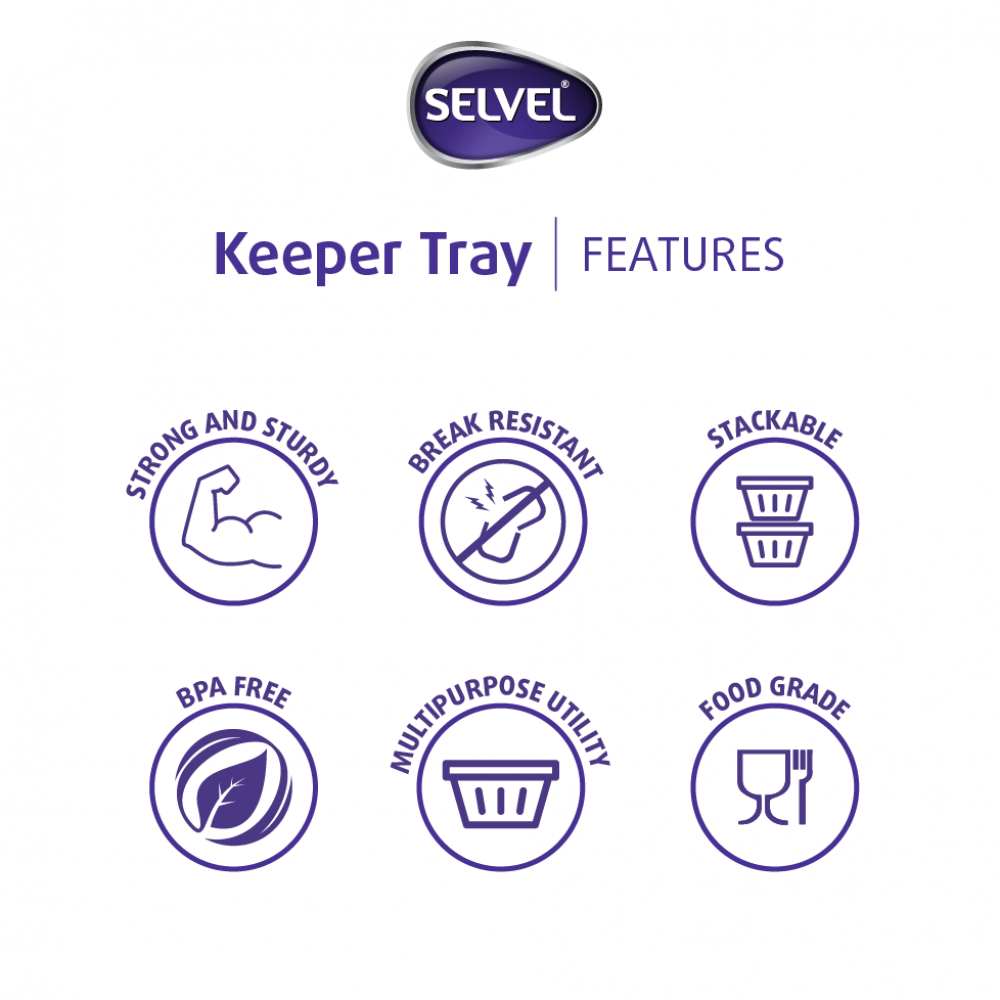 SELVEL®
Keeper Tray | FEATURES
STRONG AND STURDY
BREAK RESISTANT
STACKABLE
BPA FREE
MULTIPURPOSE UTILITY
FOOD GRADE